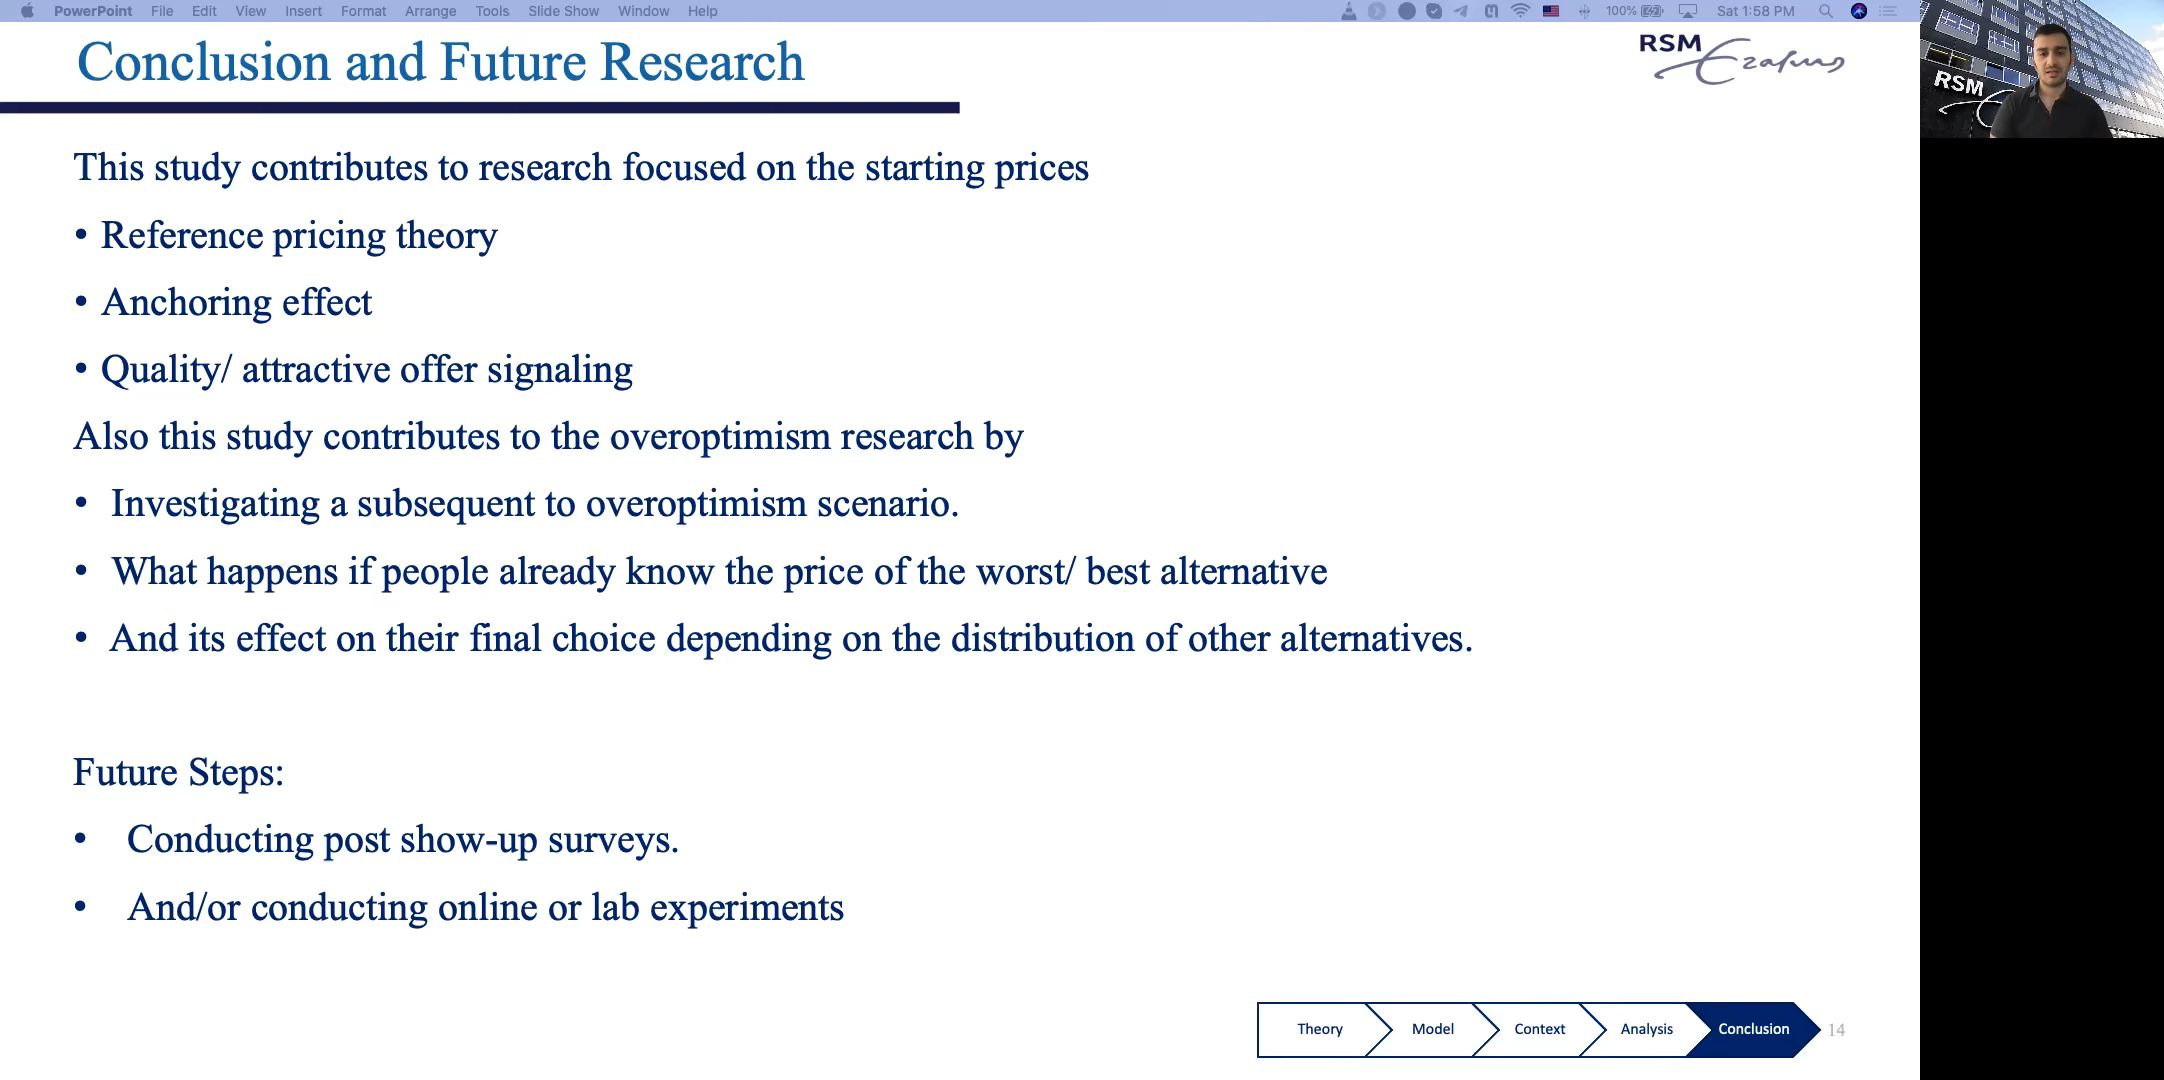 PowerPoint File Edit View Insert Format Arrange Tools Slide Show Window Help 100% Sat 1:58 PM
Conclusion and Future Research
RSM Erasmus
RSM
This study contributes to research focused on the starting prices
• Reference pricing theory
• Anchoring effect
• Quality/ attractive offer signaling
Also this study contributes to the overoptimism research by
• Investigating a subsequent to overoptimism scenario.
• What happens if people already know the price of the worst/ best alternative
• And its effect on their final choice depending on the distribution of other alternatives.
Future Steps:
• Conducting post show-up surveys.
• And/or conducting online or lab experiments
Theory Model Context Analysis Conclusion 14